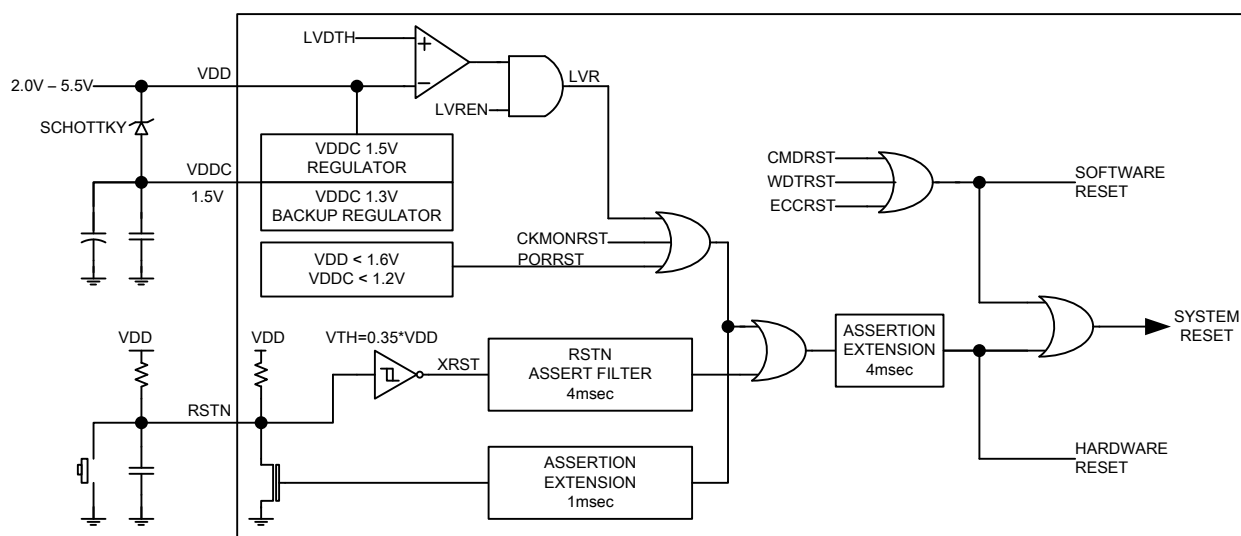 LVDTH
+
2.0V – 5.5V
VDD
−
LVR
LVREN
SCHOTTKY
VDDC 1.5V
REGULATOR
VDDC
1.5V
VDDC 1.3V
BACKUP REGULATOR
CMDRST
WDTRST
ECCRST
SOFTWARE
RESET
VDD < 1.6V
VDDC < 1.2V
CKMONRST
PORRST
VDD
VDD
VTH=0.35*VDD
XRST
RSTN
ASSERT FILTER
4msec
ASSERTION
EXTENSION
4msec
SYSTEM
RESET
RSTN
ASSERTION
EXTENSION
1msec
HARDWARE
RESET